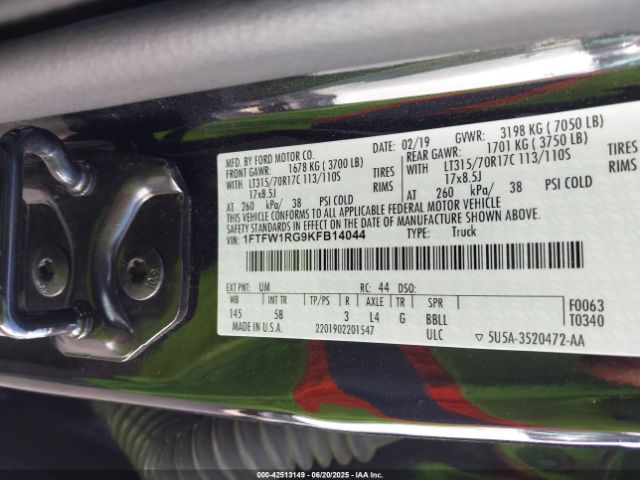 MFD. BY FORD MOTOR CO.
DATE: 02/19 GVWR: 3198 KG ( 7050 LB)
FRONT GAWR: 1678 KG ( 3700 LB) REAR GAWR: 1701 KG ( 3750 LB)
WITH LT315/70R17C 113/110S TIRES WITH LT315/70R17C 113/110S TIRES
17x8.5J RIMS 17x8.5J RIMS
AT 260 kPa/ 38 PSI COLD AT 260 kPa/ 38 PSI COLD
THIS VEHICLE CONFORMS TO ALL APPLICABLE FEDERAL MOTOR VEHICLE
SAFETY STANDARDS IN EFFECT ON THE DATE OF MANUFACTURE SHOWN ABOVE.
VIN: 1FTFW1RG9KFB14044 TYPE: Truck
EXT PNT: UM RC: 44 DSO:
WB INT TR TP/PS R AXLE TR SPR F0063
145 5B 3 L4 G BBLL T0340
ULC
MADE IN U.S.A. 2201902201547 5U5A-3520472-AA
000-42513149 - 06/20/2025 - IAA Inc.